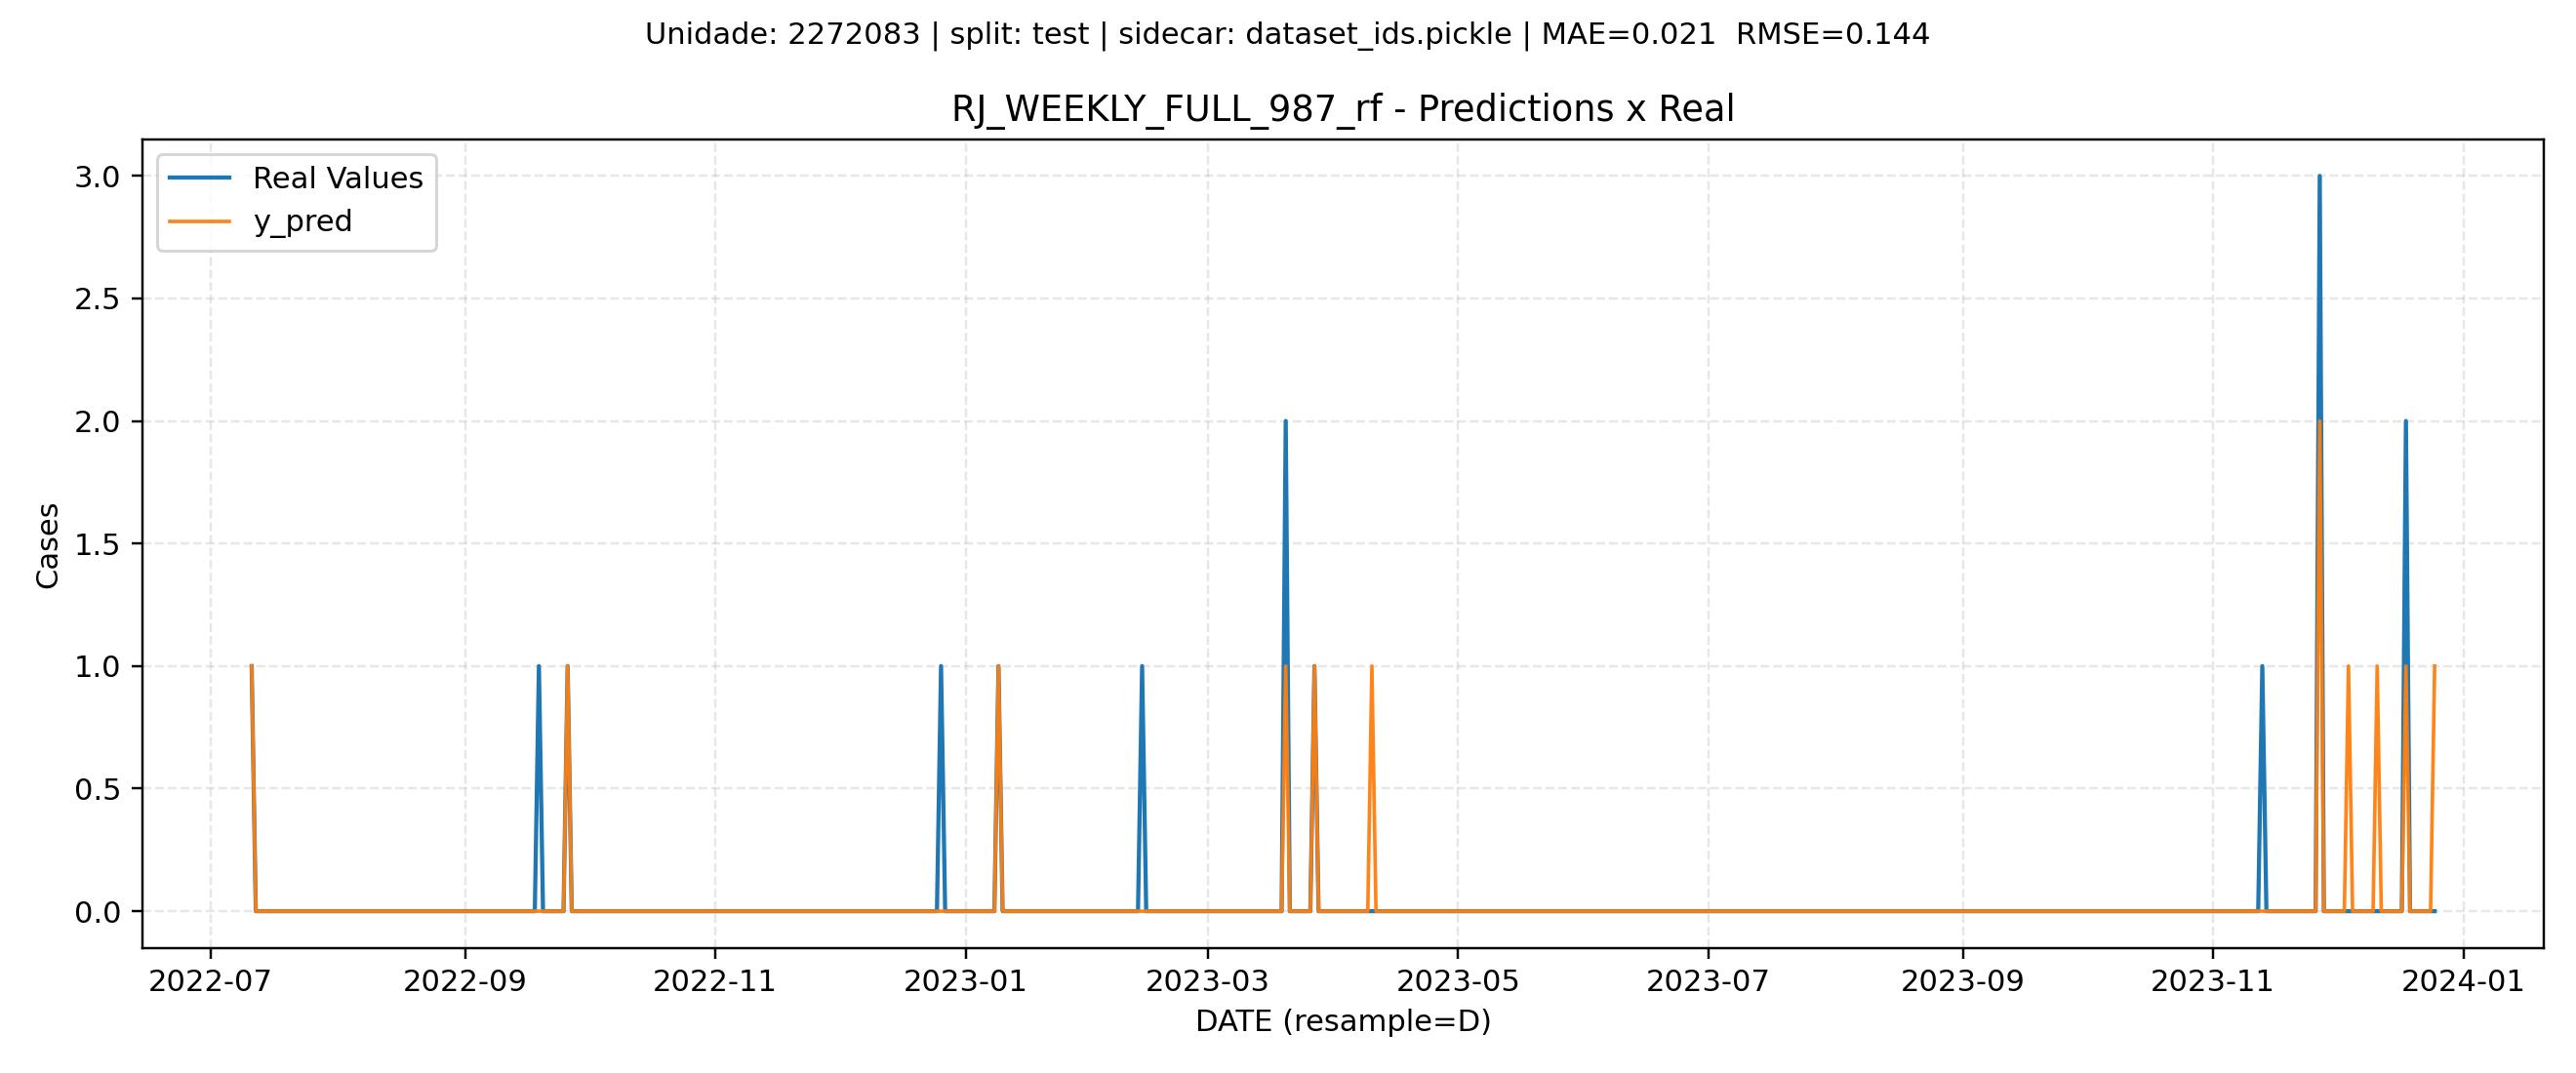 Unidade: 2272083 | split: test | sidecar: dataset_ids.pickle | MAE=0.021  RMSE=0.144
RJ_WEEKLY_FULL_987_rf - Predictions x Real
Real Values
y_pred
Cases
3.0
2.5
2.0
1.5
1.0
0.5
0.0
2022-07 2022-09 2022-11 2023-01 2023-03 2023-05 2023-07 2023-09 2023-11 2024-01
DATE (resample=D)